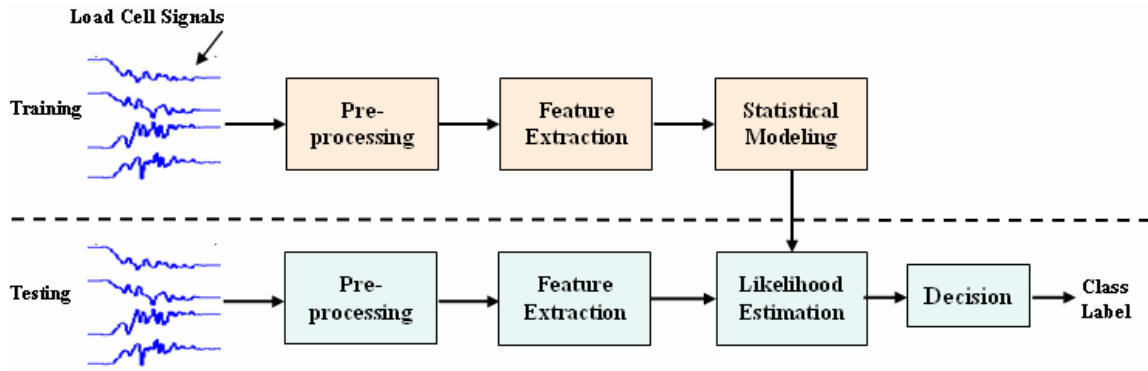 Load Cell Signals
Training
Pre-
processing
Feature
Extraction
Statistical
Modeling
Testing
Pre-
processing
Feature
Extraction
Likelihood
Estimation
Decision
Class
Label